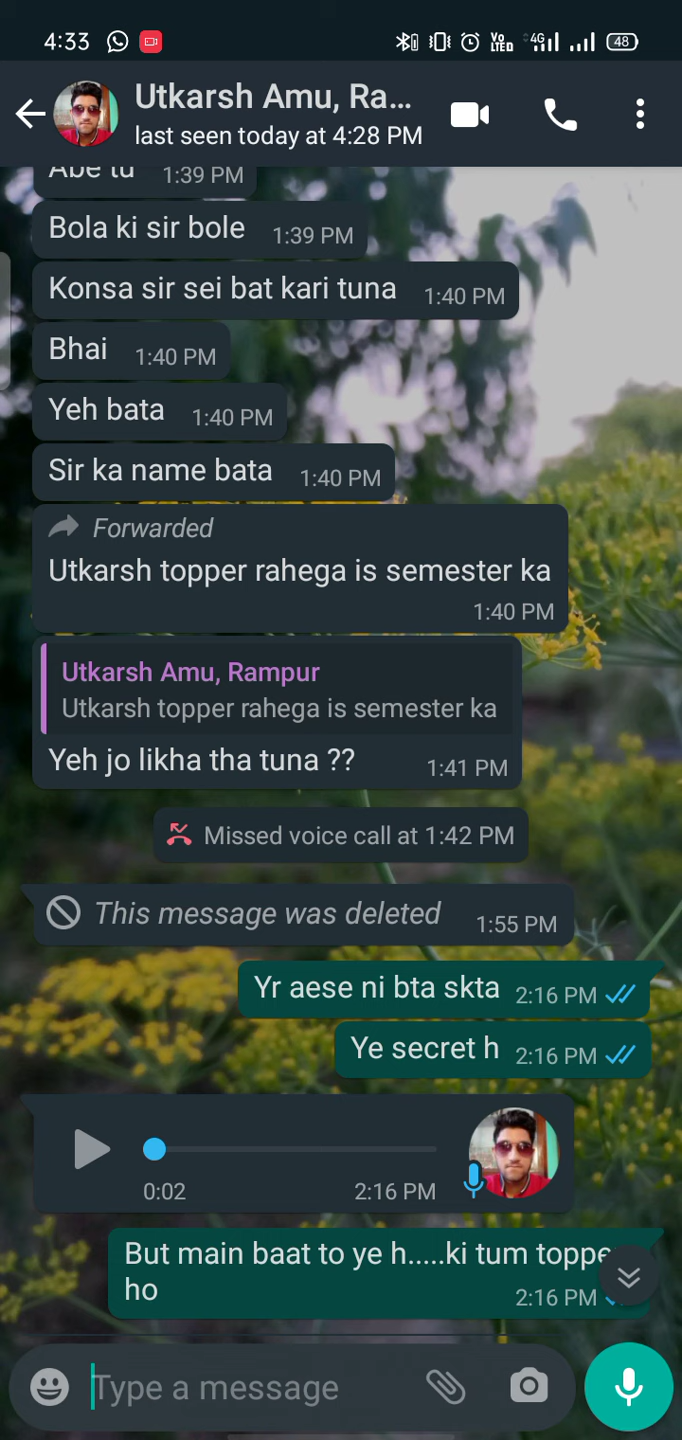 4:33
Vo LTED 4G 48
Utkarsh Amu, Ra...
last seen today at 4:28 PM
Abe tu 1:39 PM
Bola ki sir bole 1:39 PM
Konsa sir sei bat kari tuna 1:40 PM
Bhai 1:40 PM
Yeh bata 1:40 PM
Sir ka name bata 1:40 PM
Forwarded
Utkarsh topper rahega is semester ka
1:40 PM
Utkarsh Amu, Rampur
Utkarsh topper rahega is semester ka
Yeh jo likha tha tuna ?? 1:41 PM
Missed voice call at 1:42 PM
This message was deleted 1:55 PM
Yr aese ni bta skta 2:16 PM
Ye secret h 2:16 PM
0:02 2:16 PM
But main baat to ye h.....ki tum toppe
ho 2:16 PM
Type a message